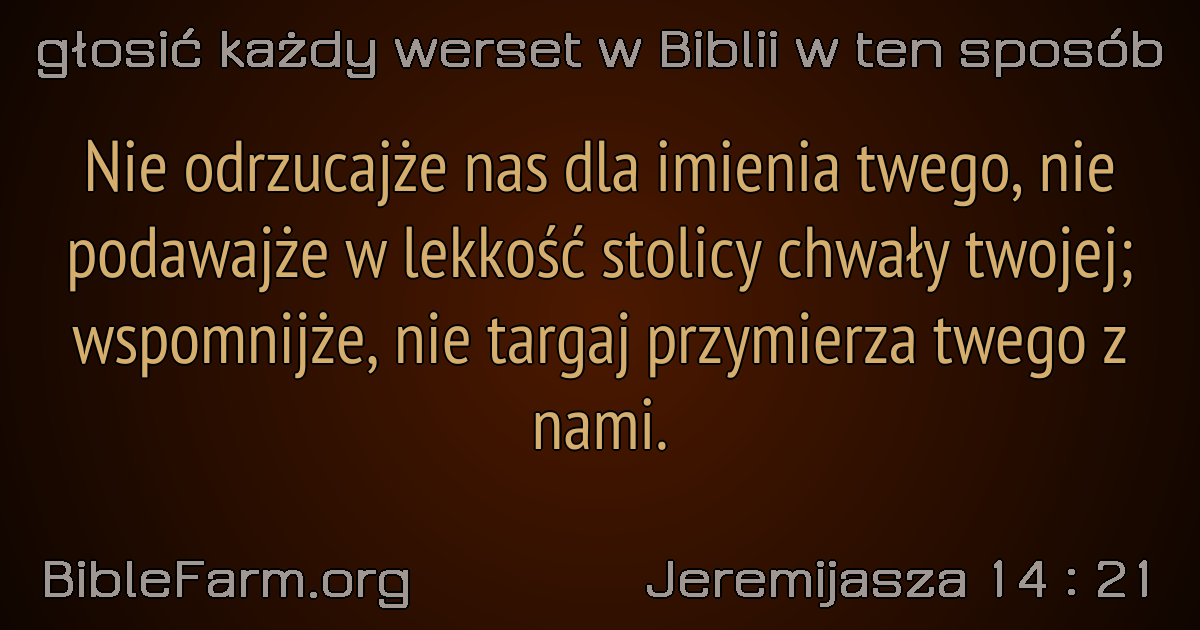 głosić każdy werset w Biblii w ten sposób
Nie odrzucajże nas dla imienia twego, nie
podawajże w lekkość stolicy chwały twojej;
wspomnijże, nie targaj przymierza twego z
nami.
BibleFarm.org
Jeremijasza 14 : 21